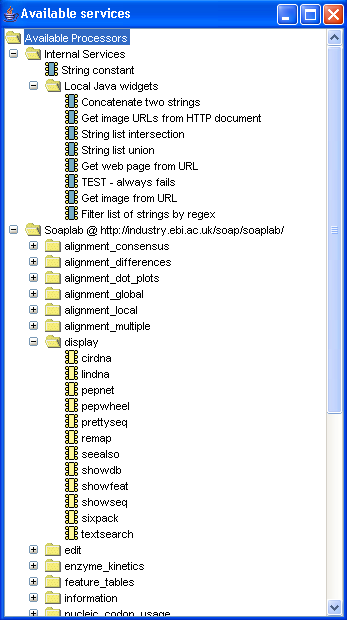 Available services
Available Processors
Internal Services
String constant
Local Java widgets
Concatenate two strings
Get image URLs from HTTP document
String list intersection
String list union
Get web page from URL
TEST - always fails
Get image from URL
Filter list of strings by regex
Soaplab @ http://industry.ebi.ac.uk/soap/soaplab/
alignment_consensus
alignment_differences
alignment_dot_plots
alignment_global
alignment_local
alignment_multiple
display
cirdna
lindna
pepnet
pepwheel
prettyseq
remap
seealso
showdb
showfeat
showseq
sixpack
textsearch
edit
enzyme_kinetics
feature_tables
information
nucleic_codon_usage